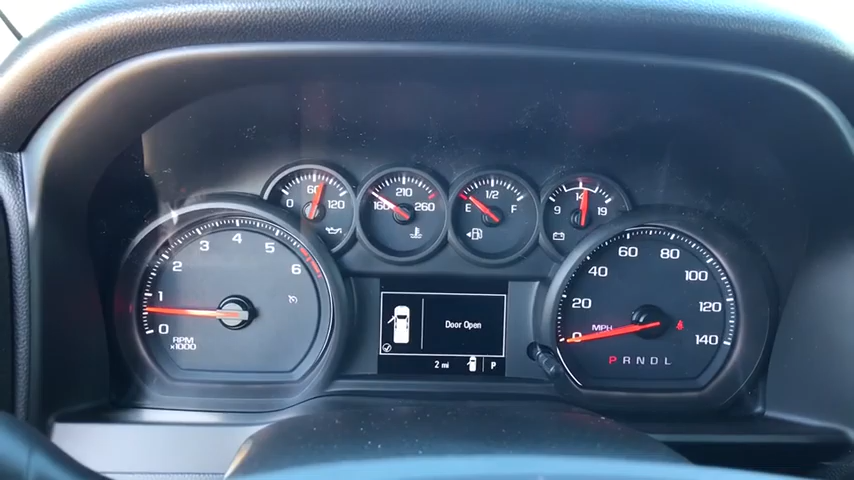 0 60 120
160 210 260
E 1/2 F
9 14 19
0 1 2 3 4 5 6
RPM
x1000
Door Open
2 mi P
0 20 40 60 80 100 120 140
MPH
P R N D L